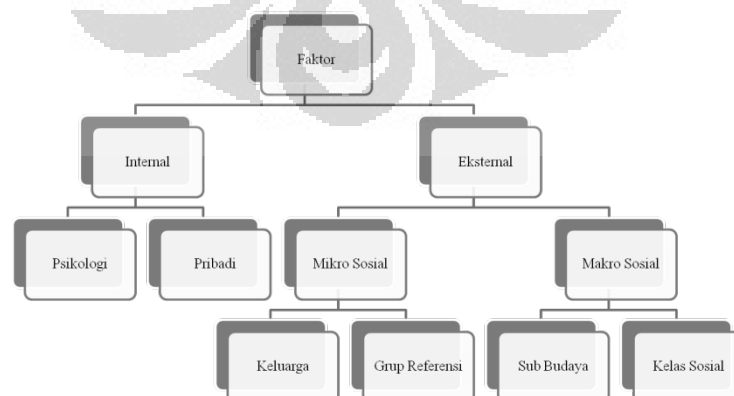 Faktor
Internal
Eksternal
Psikologi
Pribadi
Mikro Sosial
Makro Sosial
Keluarga
Grup Referensi
Sub Budaya
Kelas Sosial